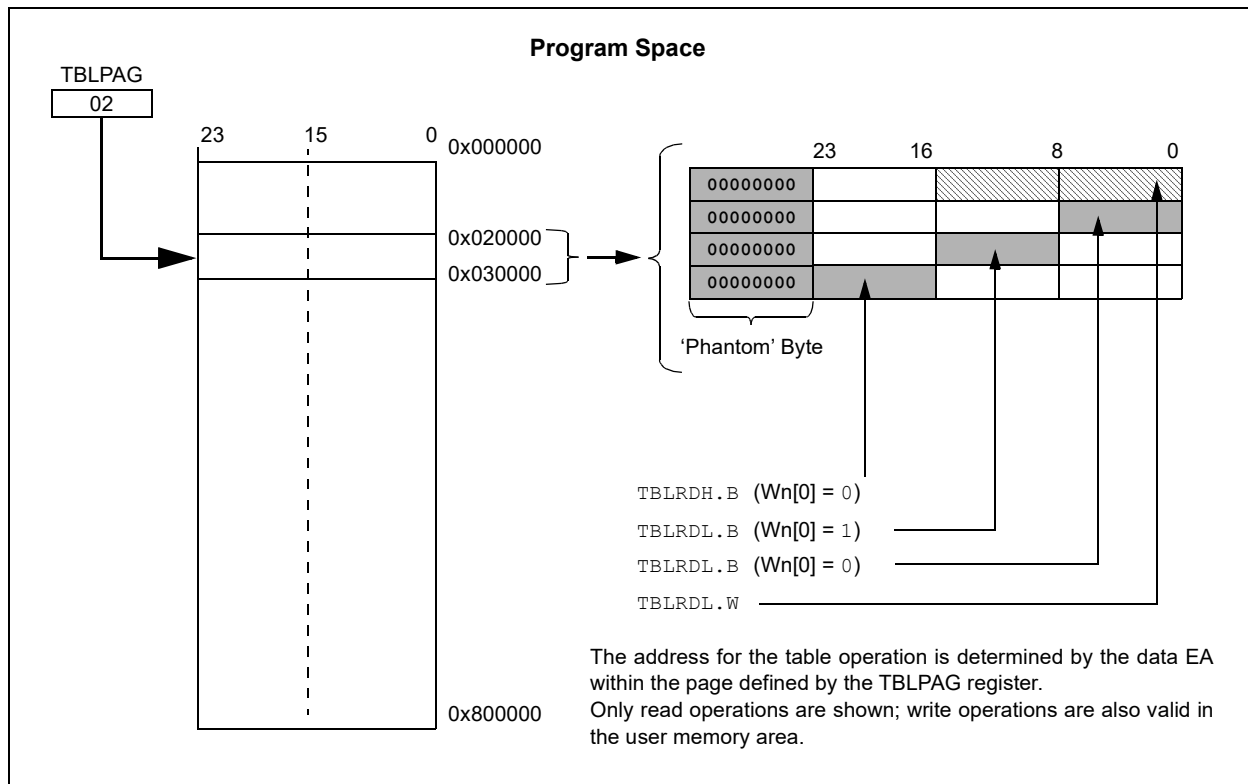 Program Space
TBLPAG
02
23 15 0
0x000000
0x020000
0x030000
0x800000
23 16 8 0
00000000
00000000
00000000
00000000
‘Phantom’ Byte
TBLRDH.B (Wn[0] = 0)
TBLRDL.B (Wn[0] = 1)
TBLRDL.B (Wn[0] = 0)
TBLRDL.W
The address for the table operation is determined by the data EA
within the page defined by the TBLPAG register.
Only read operations are shown; write operations are also valid in
the user memory area.